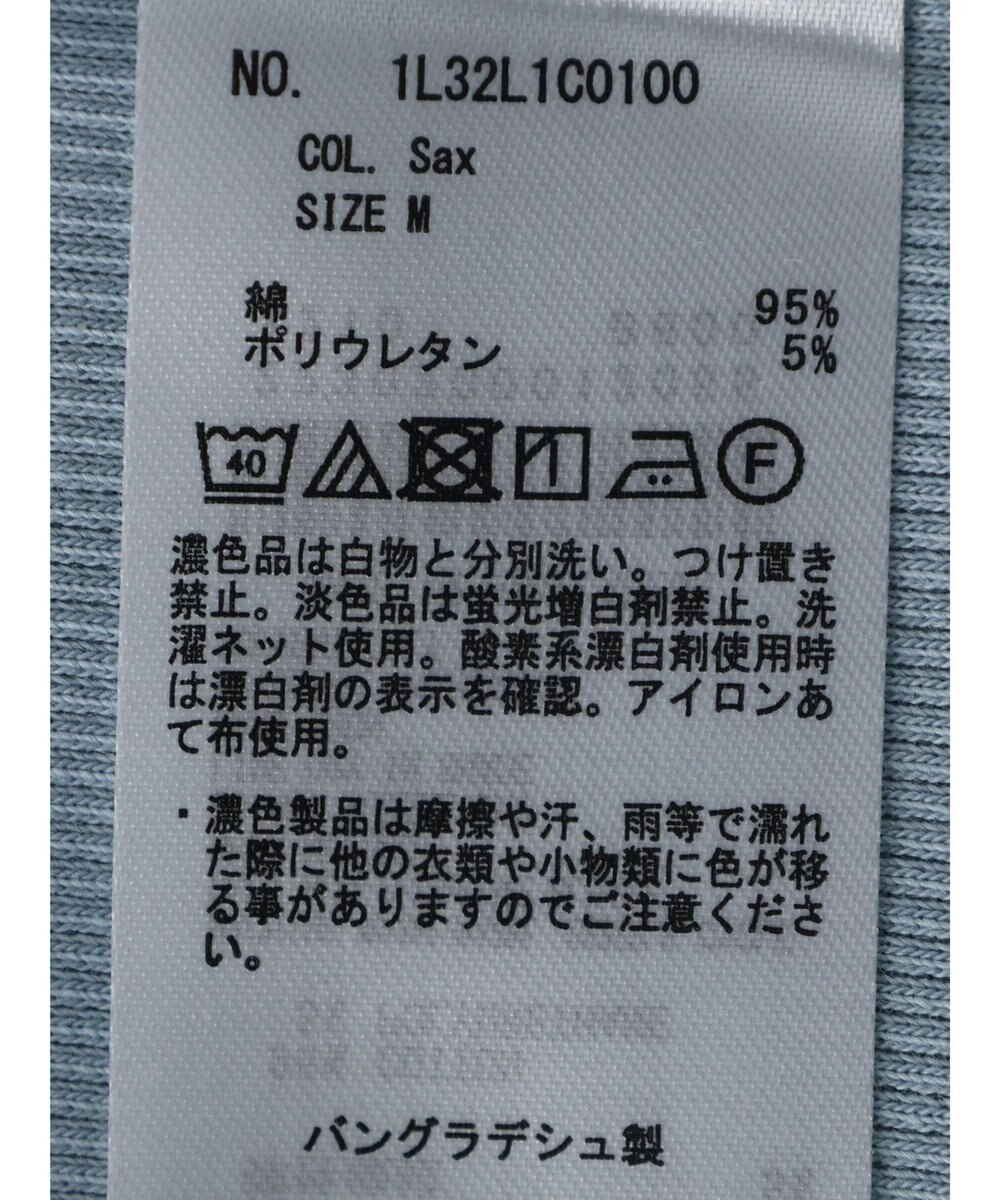 NO. 1L32L1C0100
COL. Sax
SIZE M
綿 95%
ポリウレタン 5%
40 F
濃色品は白物と分別洗い。つけ置き
禁止。淡色品は蛍光増白剤禁止。洗
濯ネット使用。酸素系漂白剤使用時
は漂白剤の表示を確認。アイロンあ
て布使用。
・濃色製品は摩擦や汗、雨等で濡れ
た際に他の衣類や小物類に色が移
る事がありますのでご注意くださ
い。
バングラデシュ製